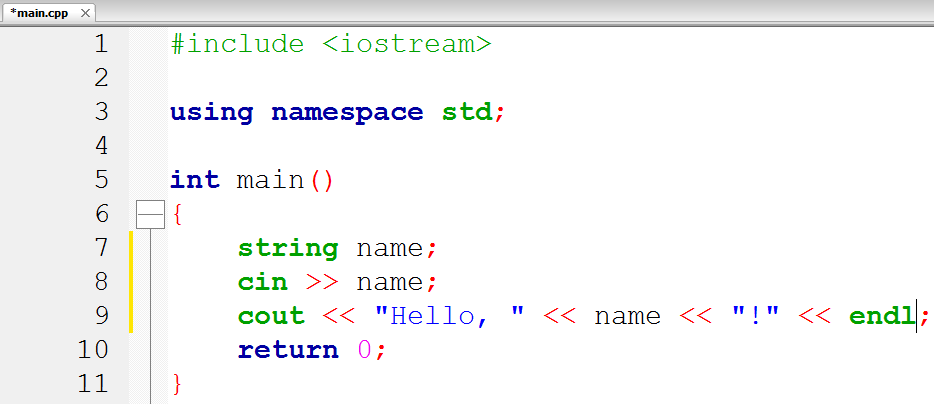 *main.cpp
1 #include <iostream>
2
3 using namespace std;
4
5 int main()
6 {
7     string name;
8     cin >> name;
9     cout << "Hello, " << name << "!" << endl;
10     return 0;
11 }